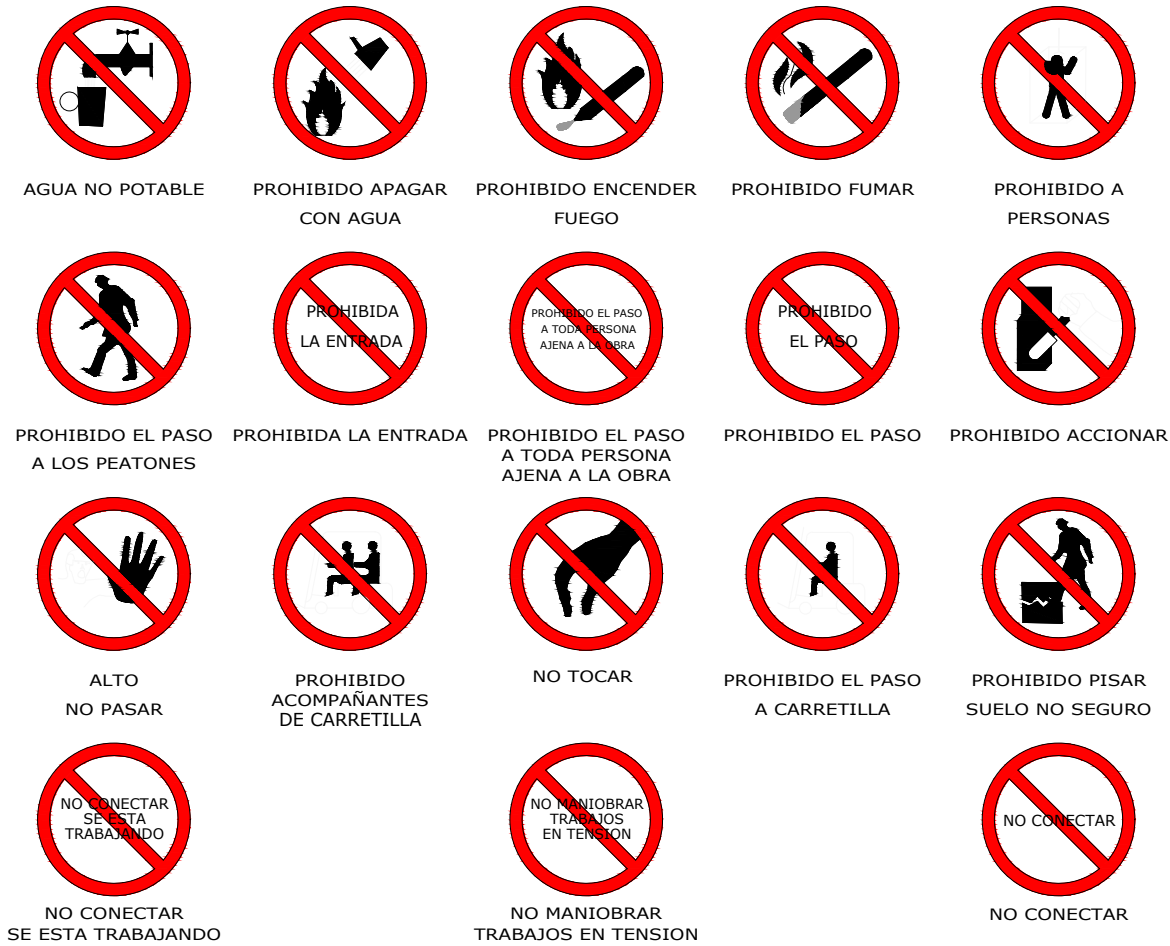 AGUA NO POTABLE
PROHIBIDO APAGAR
CON AGUA
PROHIBIDO ENCENDER
FUEGO
PROHIBIDO FUMAR
PROHIBIDO A
PERSONAS
PROHIBIDO EL PASO
A LOS PEATONES
PROHIBIDA
LA ENTRADA
PROHIBIDA LA ENTRADA
PROHIBIDO EL PASO
A TODA PERSONA
AJENA A LA OBRA
PROHIBIDO EL PASO
A TODA PERSONA
AJENA A LA OBRA
PROHIBIDO
EL PASO
PROHIBIDO EL PASO
PROHIBIDO ACCIONAR
ALTO
NO PASAR
PROHIBIDO
ACOMPAÑANTES
DE CARRETILLA
NO TOCAR
PROHIBIDO EL PASO
A CARRETILLA
PROHIBIDO PISAR
SUELO NO SEGURO
NO CONECTAR
SE ESTA
TRABAJANDO
NO CONECTAR
SE ESTA TRABAJANDO
NO MANIOBRAR
TRABAJOS
EN TENSION
NO MANIOBRAR
TRABAJOS EN TENSION
NO CONECTAR
NO CONECTAR